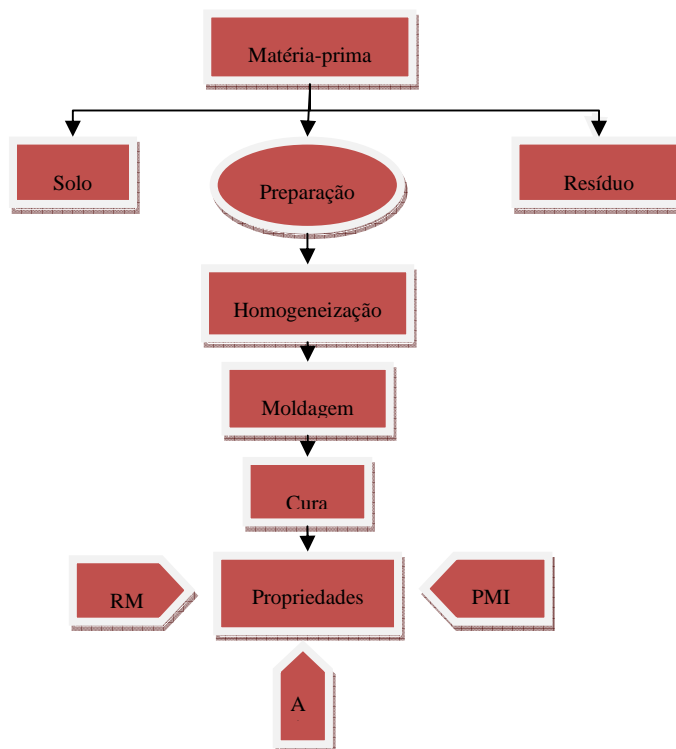 Matéria-prima
Solo
Preparação
Resíduo
Homogeneização
Moldagem
Cura
RM
Propriedades
PMI
A